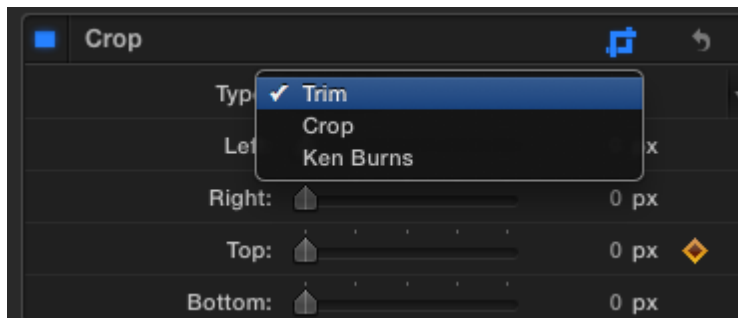 Crop
Typ
✓ Trim
Crop
Lef
px
Ken Burns
Right: 0 px
Top: 0 px
Bottom: 0 px